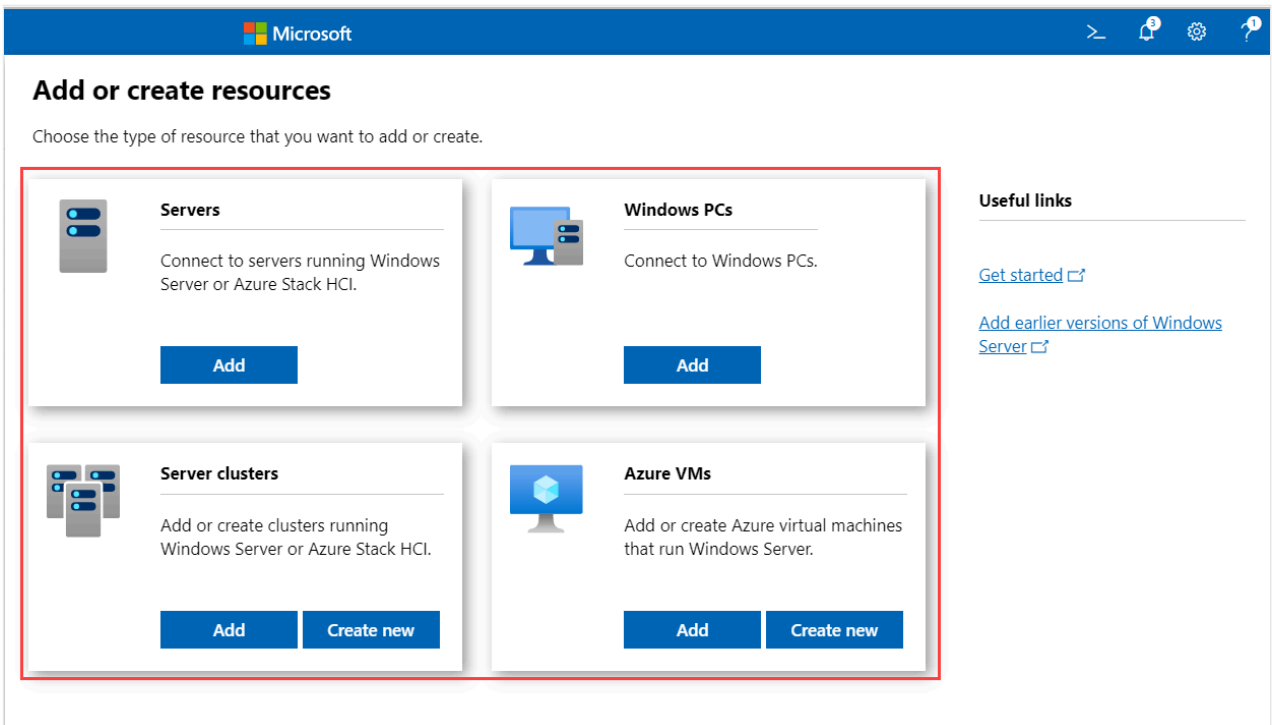 Microsoft
3
1
Add or create resources
Choose the type of resource that you want to add or create.
Servers
Connect to servers running Windows
Server or Azure Stack HCI.
Add
Windows PCs
Connect to Windows PCs.
Add
Server clusters
Add or create clusters running
Windows Server or Azure Stack HCI.
Add
Create new
Azure VMs
Add or create Azure virtual machines
that run Windows Server.
Add
Create new
Useful links
Get started
Add earlier versions of Windows
Server